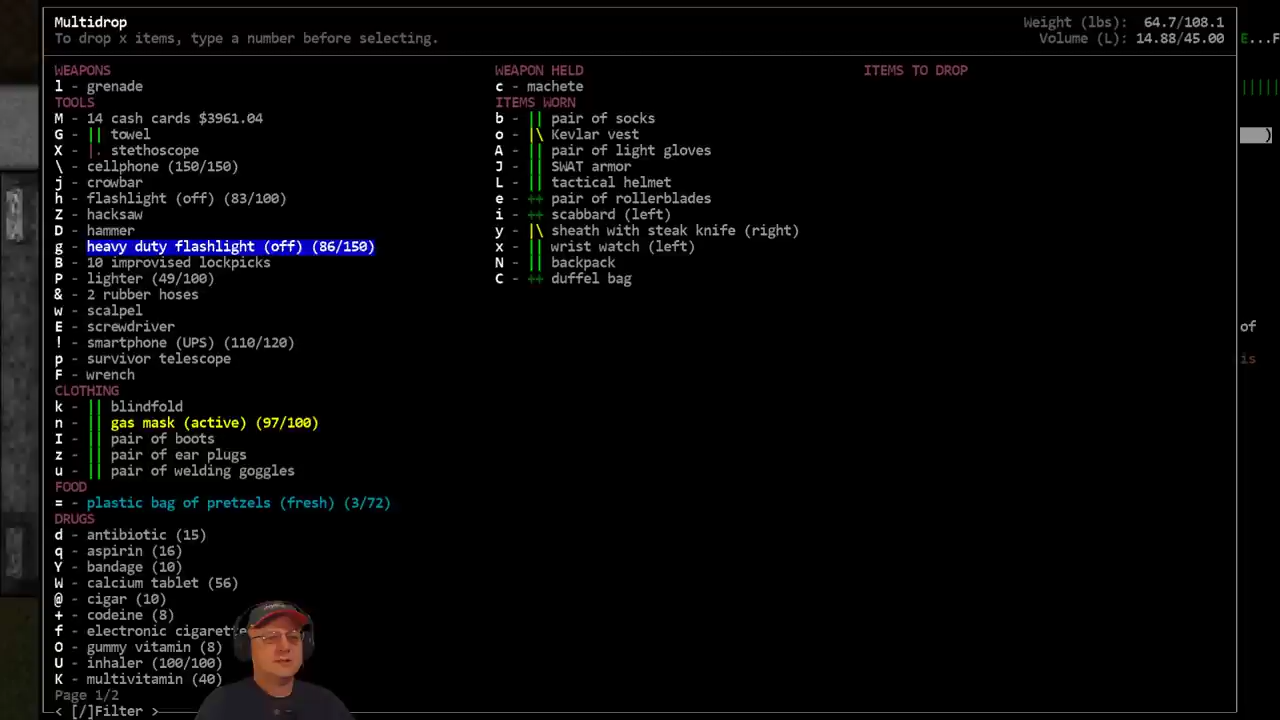 Multidrop
To drop x items, type a number before selecting.
Weight (lbs): 64.7/108.1
Volume (L): 14.88/45.00
E...F
WEAPONS
l - grenade
TOOLS
M - 14 cash cards $3961.04
G - || towel
X - |. stethoscope
\ - cellphone (150/150)
j - crowbar
h - flashlight (off) (83/100)
Z - hacksaw
D - hammer
g - heavy duty flashlight (off) (86/150)
B - 10 improvised lockpicks
P - lighter (49/100)
& - 2 rubber hoses
w - scalpel
E - screwdriver
! - smartphone (UPS) (110/120)
p - survivor telescope
F - wrench
CLOTHING
k - || blindfold
n - || gas mask (active) (97/100)
I - || pair of boots
z - || pair of ear plugs
u - || pair of welding goggles
FOOD
= - plastic bag of pretzels (fresh) (3/72)
DRUGS
d - antibiotic (15)
q - aspirin (16)
Y - bandage (10)
W - calcium tablet (56)
@ - cigar (10)
+ - codeine (8)
f - electronic cigarette
O - gummy vitamin (8)
U - inhaler (100/100)
K - multivitamin (40)
Page 1/2
< [/]Filter >
WEAPON HELD
c - machete
ITEMS WORN
b - || pair of socks
o - |\ Kevlar vest
A - || pair of light gloves
J - || SWAT armor
L - || tactical helmet
e - ++ pair of rollerblades
i - ++ scabbard (left)
y - |\ sheath with steak knife (right)
x - || wrist watch (left)
N - || backpack
C - ++ duffel bag
ITEMS TO DROP
|||||
)
of
is